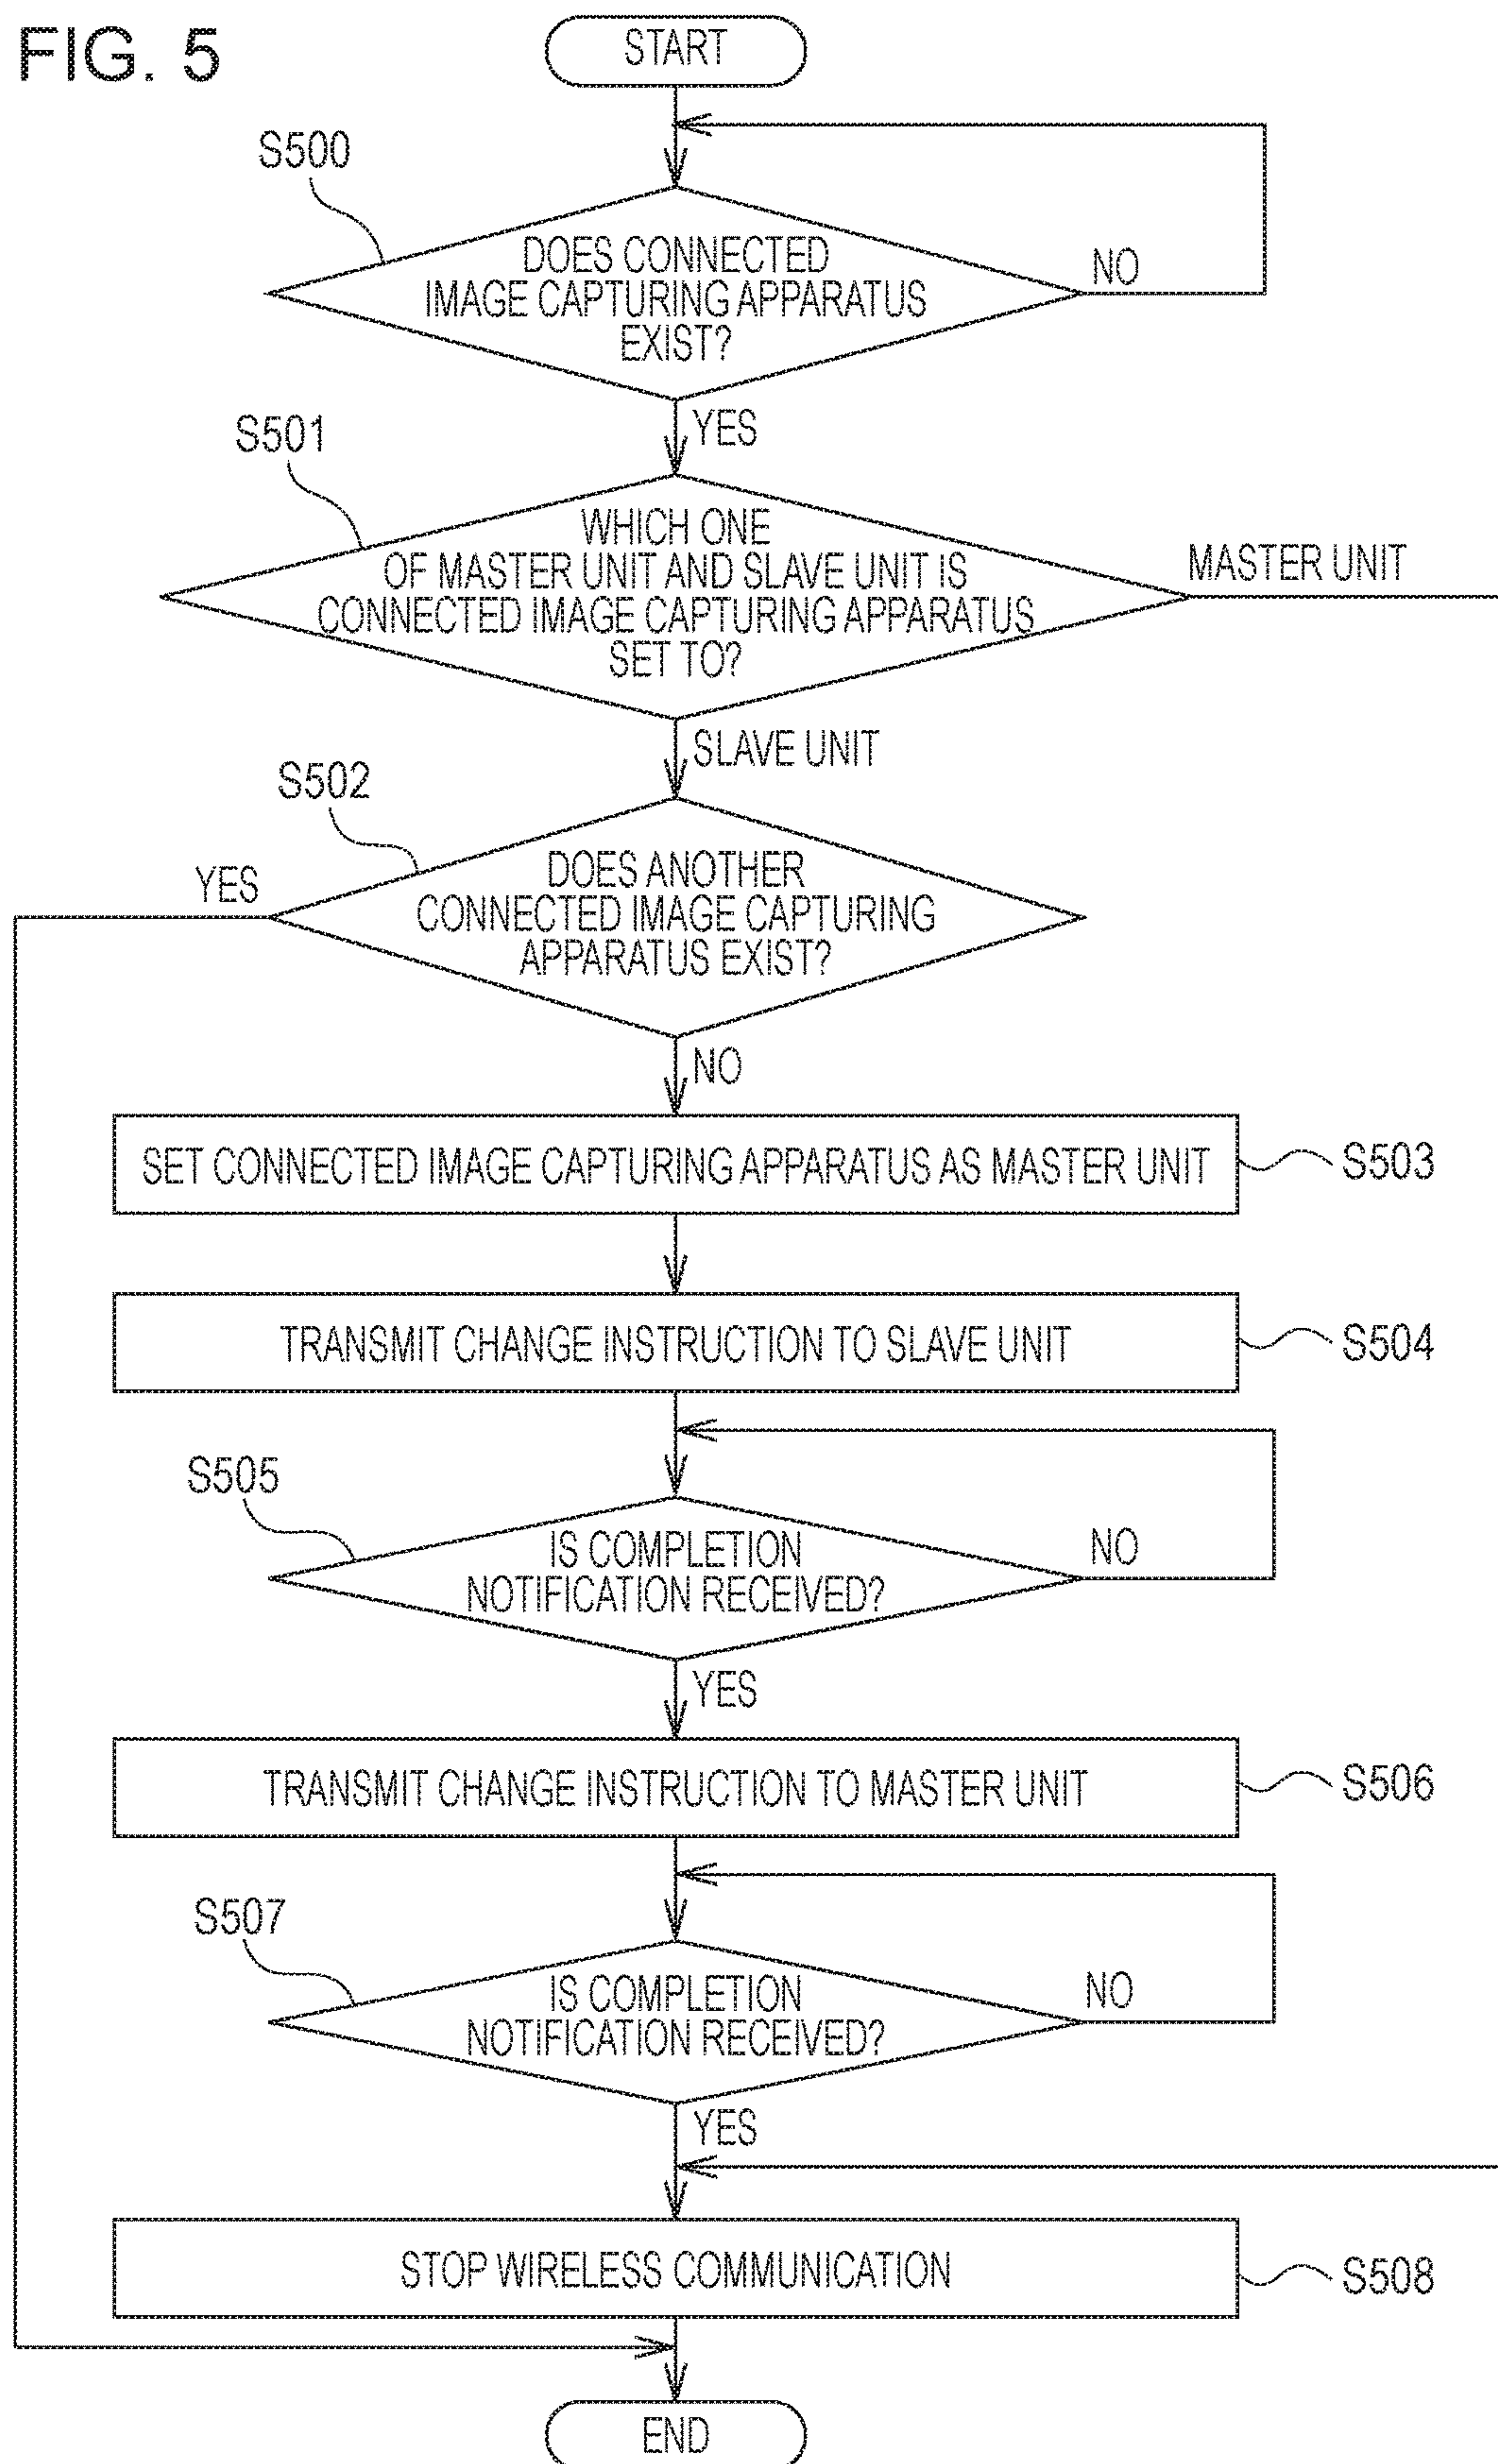 FIG. 5
START
S500
DOES CONNECTED
IMAGE CAPTURING APPARATUS
EXIST?
NO
YES
S501
WHICH ONE
OF MASTER UNIT AND SLAVE UNIT IS
CONNECTED IMAGE CAPTURING APPARATUS
SET TO?
MASTER UNIT
SLAVE UNIT
S502
YES
DOES ANOTHER
CONNECTED IMAGE CAPTURING
APPARATUS EXIST?
NO
SET CONNECTED IMAGE CAPTURING APPARATUS AS MASTER UNIT
S503
TRANSMIT CHANGE INSTRUCTION TO SLAVE UNIT
S504
S505
IS COMPLETION
NOTIFICATION RECEIVED?
NO
YES
TRANSMIT CHANGE INSTRUCTION TO MASTER UNIT
S506
S507
IS COMPLETION
NOTIFICATION RECEIVED?
NO
YES
STOP WIRELESS COMMUNICATION
S508
END